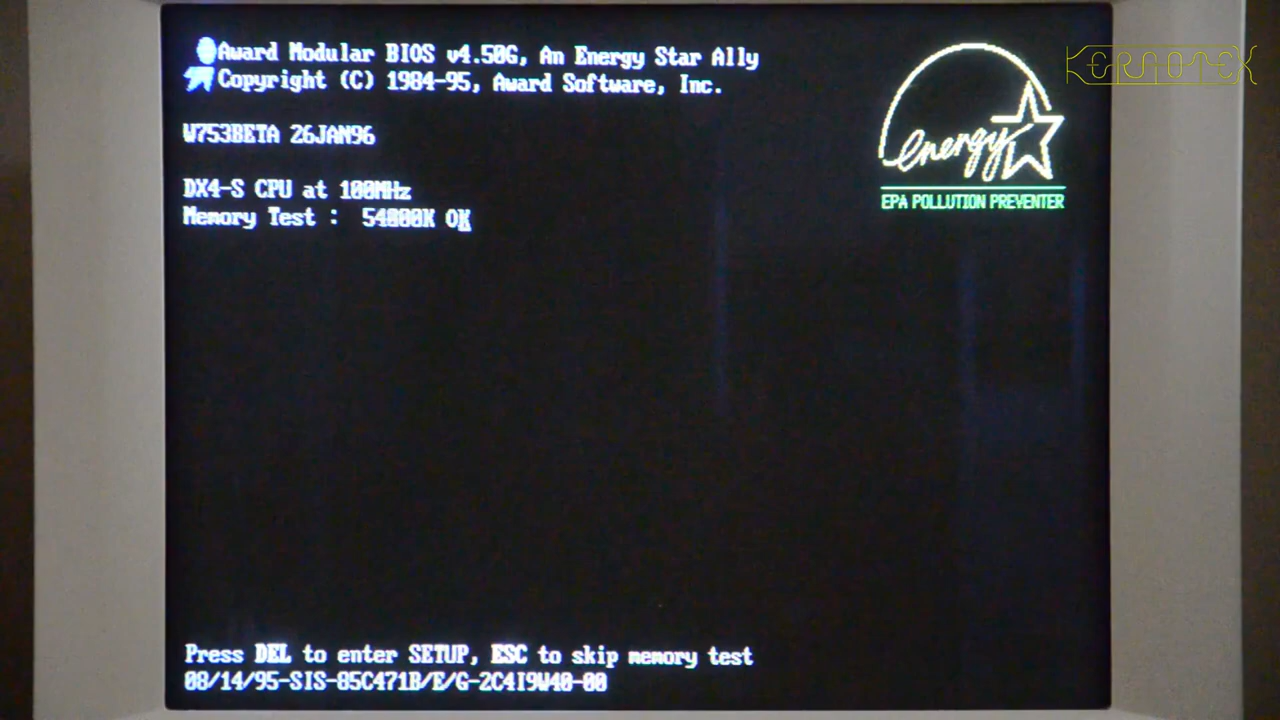 Award Modular BIOS v4.50G, An Energy Star Ally
Copyright (C) 1984-95, Award Software, Inc.
KERNOTEX
energy
EPA POLLUTION PREVENTER
W753BETA 26JAN96
DX4-S CPU at 100MHz
Memory Test : 54800K OK
Press DEL to enter SETUP, ESC to skip memory test
08/14/95-SIS-85C471B/E/G-2C4I9W40-00